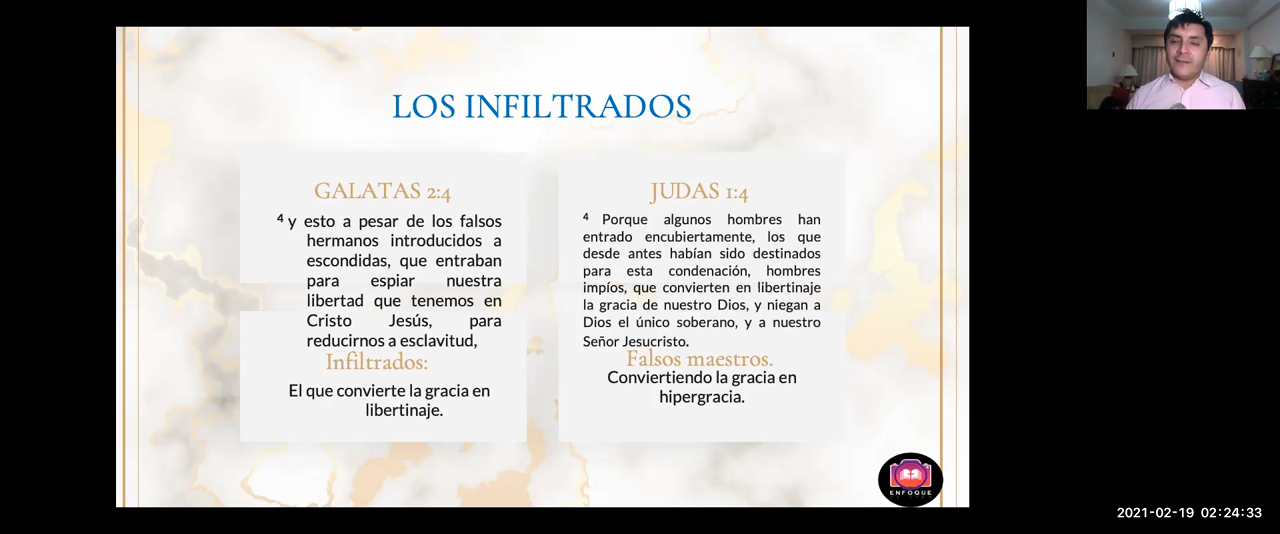 LOS INFILTRADOS
GALATAS 2:4
⁴ y esto a pesar de los falsos
hermanos introducidos a
escondidas, que entraban
para espiar nuestra
libertad que tenemos en
Cristo Jesús, para
reducirnos a esclavitud,
Infiltrados:
El que convierte la gracia en
libertinaje.
JUDAS 1:4
⁴ Porque algunos hombres han
entrado encubiertamente, los que
desde antes habían sido destinados
para esta condenación, hombres
impíos, que convierten en libertinaje
la gracia de nuestro Dios, y niegan a
Dios el único soberano, y a nuestro
Señor Jesucristo.
Falsos maestros.
Conviertiendo la gracia en
hipergracia.
ENFOQUE
2021-02-19 02:24:33